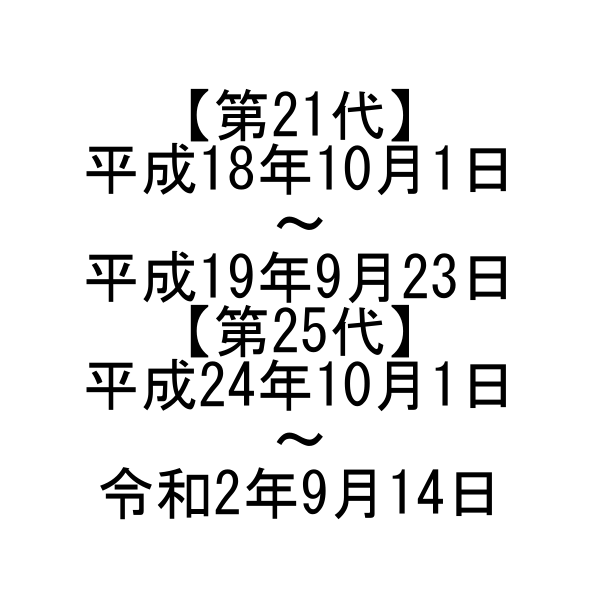 【第21代】
平成18年10月1日
～
平成19年9月23日
【第25代】
平成24年10月1日
～
令和2年9月14日